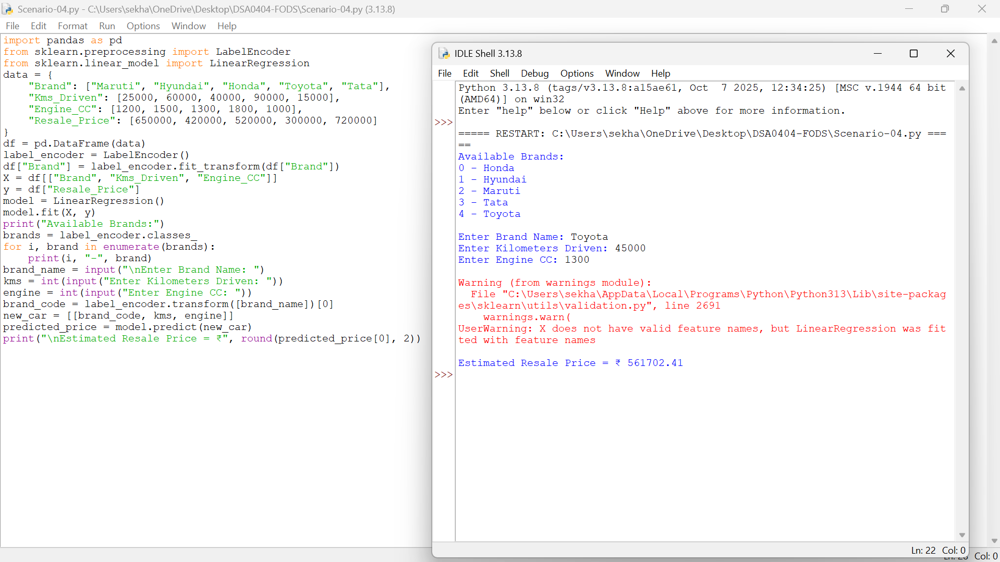 Scenario-04.py - C:\Users\sekha\OneDrive\Desktop\DSA0404-FODS\Scenario-04.py (3.13.8)
File Edit Format Run Options Window Help
import pandas as pd
from sklearn.preprocessing import LabelEncoder
from sklearn.linear_model import LinearRegression
data = {
    "Brand": ["Maruti", "Hyundai", "Honda", "Toyota", "Tata"],
    "Kms_Driven": [25000, 60000, 40000, 90000, 15000],
    "Engine_CC": [1200, 1500, 1300, 1800, 1000],
    "Resale_Price": [650000, 420000, 520000, 300000, 720000]
}
df = pd.DataFrame(data)
label_encoder = LabelEncoder()
df["Brand"] = label_encoder.fit_transform(df["Brand"])
X = df[["Brand", "Kms_Driven", "Engine_CC"]]
y = df["Resale_Price"]
model = LinearRegression()
model.fit(X, y)
print("Available Brands:")
brands = label_encoder.classes_
for i, brand in enumerate(brands):
    print(i, "-", brand)
brand_name = input("\nEnter Brand Name: ")
kms = int(input("Enter Kilometers Driven: "))
engine = int(input("Enter Engine CC: "))
brand_code = label_encoder.transform([brand_name])[0]
new_car = [[brand_code, kms, engine]]
predicted_price = model.predict(new_car)
print("\nEstimated Resale Price = ₹", round(predicted_price[0], 2))
IDLE Shell 3.13.8
File Edit Shell Debug Options Window Help
Python 3.13.8 (tags/v3.13.8:a15ae61, Oct  7 2025, 12:34:25) [MSC v.1944 64 bit
(AMD64)] on win32
Enter "help" below or click "Help" above for more information.
>>>
===== RESTART: C:\Users\sekha\OneDrive\Desktop\DSA0404-FODS\Scenario-04.py ===
==
Available Brands:
0 - Honda
1 - Hyundai
2 - Maruti
3 - Tata
4 - Toyota
Enter Brand Name: Toyota
Enter Kilometers Driven: 45000
Enter Engine CC: 1300
Warning (from warnings module):
  File "C:\Users\sekha\AppData\Local\Programs\Python\Python313\Lib\site-packag
es\sklearn\utils\validation.py", line 2691
    warnings.warn(
UserWarning: X does not have valid feature names, but LinearRegression was fit
ted with feature names
Estimated Resale Price = ₹ 561702.41
>>>
Ln: 22 Col: 0
Col: 0